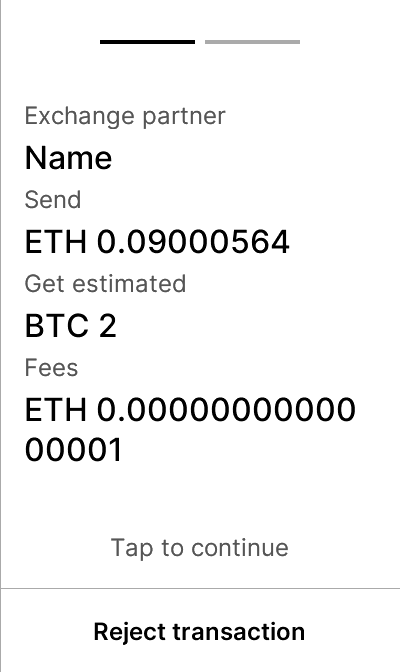 Exchange partner
Name
Send
ETH 0.09000564
Get estimated
BTC 2
Fees
ETH 0.00000000000
00001
Tap to continue
Reject transaction